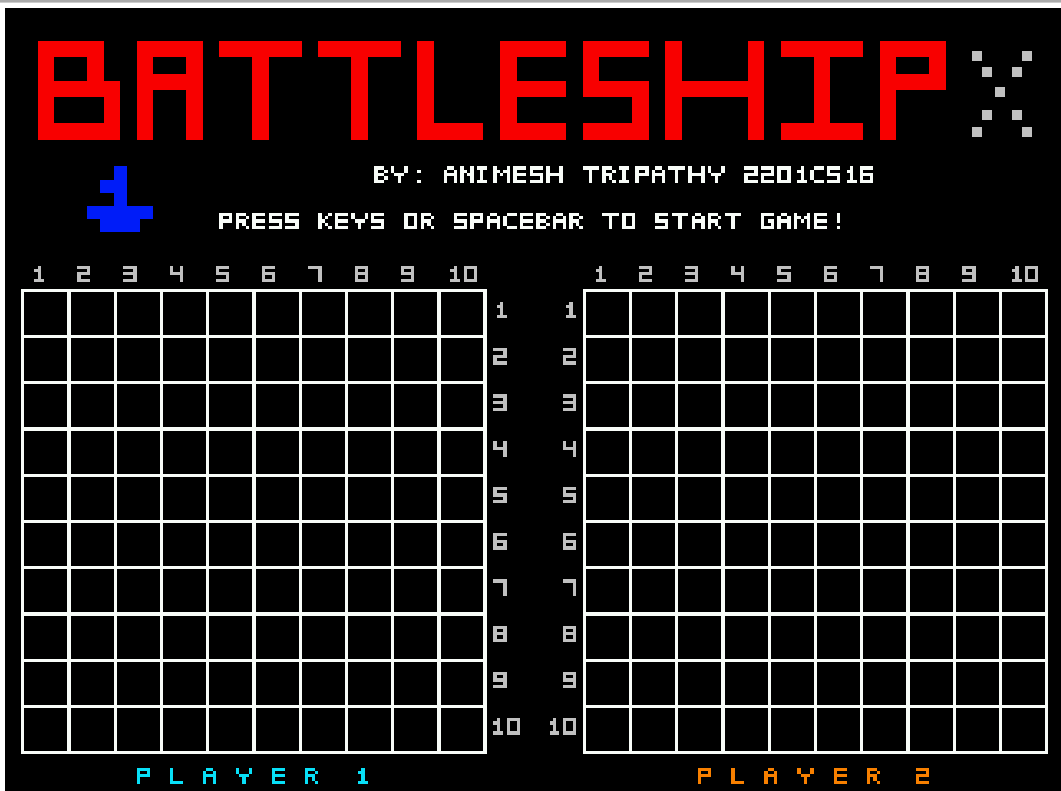 BATTLESHIP
BY: ANIMESH TRIPATHY 2201CS16
PRESS KEYS OR SPACEBAR TO START GAME!
1 2 3 4 5 6 7 8 9 10 1 2 3 4 5 6 7 8 9 10
1 1
2 2
3 3
4 4
5 5
6 6
7 7
8 8
9 9
10 10
PLAYER 1 PLAYER 2